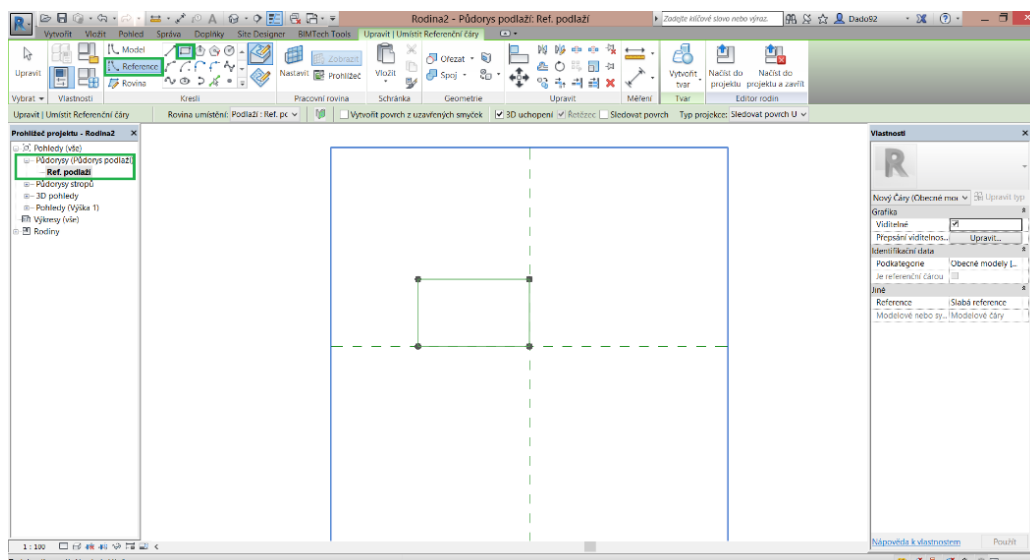 Rodina2 - Půdorys podlaží: Ref. podlaží
Zadejte klíčové slovo nebo výraz.
Dado92
Vytvořit Vložit Pohled Správa Doplňky Site Designer BIMTech Tools Upravit | Umístit Referenční čáry
Upravit
Model
Reference
Rovina
Nastavit
Zobrazit
Prohlížeč
Vložit
Ořezat
Spoj
Vytvořit tvar
Načíst do projektu
Načíst do projektu a zavřít
Vybrat Vlastnosti Kresli Pracovní rovina Schránka Geometrie Upravit Měření Tvar Editor rodin
Upravit | Umístit Referenční čáry Rovina umístění: Podlaží : Ref. pc Vytvořit povrch z uzavřených smyček 3D uchopení Řetězec Sledovat povrch Typ projekce: Sledovat povrch U
Prohlížeč projektu - Rodina2
Pohledy (vše)
Půdorysy (Půdorys podlaží)
Ref. podlaží
Půdorysy stropů
3D pohledy
Pohledy (Výška 1)
Výkresy (vše)
Rodiny
Vlastnosti
R
Nový Čáry (Obecné mo Upravit typ
Grafika
Viditelné
Přepsání viditelnos... Upravit...
Identifikační data
Podkategorie Obecné modely [...
Je referenční čárou
Jiné
Reference Slabá reference
Modelové nebo sy... Modelové čáry
Nápověda k vlastnostem Použít
1 : 100